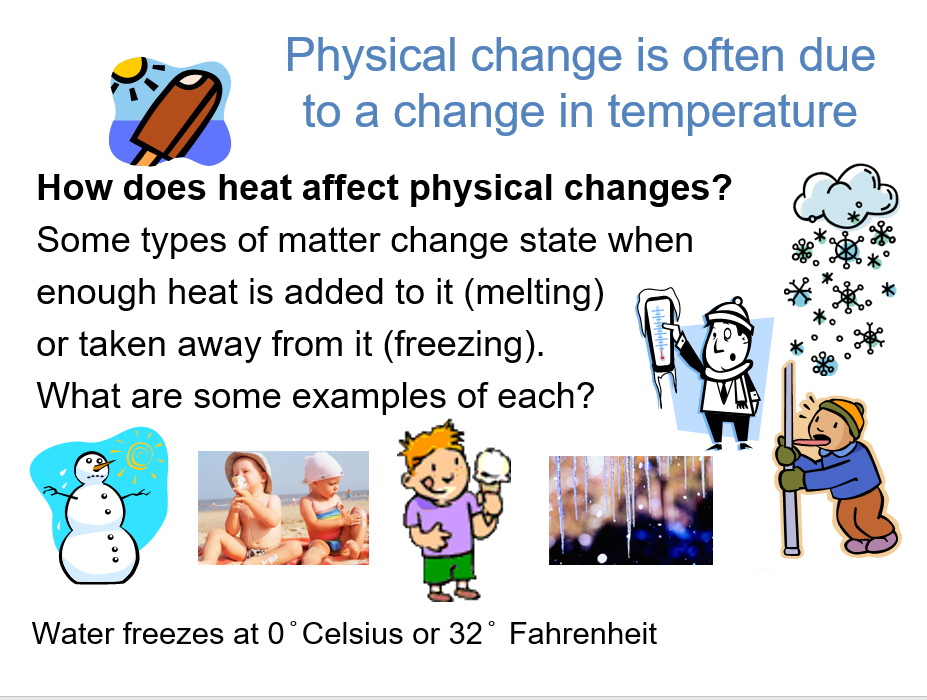 Physical change is often due
to a change in temperature
How does heat affect physical changes?
Some types of matter change state when
enough heat is added to it (melting)
or taken away from it (freezing).
What are some examples of each?
Water freezes at 0˚Celsius or 32˚ Fahrenheit